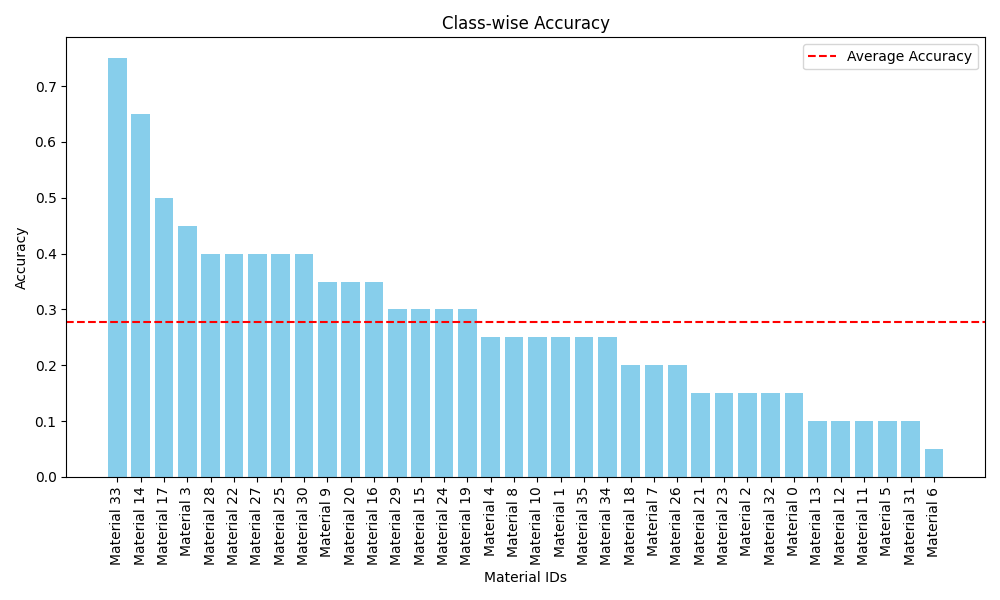 Class-wise Accuracy
Average Accuracy
Accuracy
0.7
0.6
0.5
0.4
0.3
0.2
0.1
0.0
Material 33
Material 14
Material 17
Material 3
Material 28
Material 22
Material 27
Material 25
Material 30
Material 9
Material 20
Material 16
Material 29
Material 15
Material 24
Material 19
Material 4
Material 8
Material 10
Material 1
Material 35
Material 34
Material 18
Material 7
Material 26
Material 21
Material 23
Material 2
Material 32
Material 0
Material 13
Material 12
Material 11
Material 5
Material 31
Material 6
Material IDs